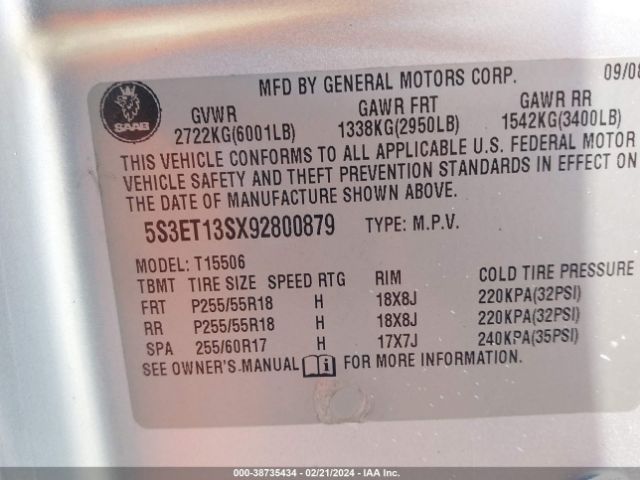 MFD BY GENERAL MOTORS CORP. 09/08
SAAB
GVWR GAWR FRT GAWR RR
2722KG(6001LB) 1338KG(2950LB) 1542KG(3400LB)
THIS VEHICLE CONFORMS TO ALL APPLICABLE U.S. FEDERAL MOTOR
VEHICLE SAFETY AND THEFT PREVENTION STANDARDS IN EFFECT ON
THE DATE OF MANUFACTURE SHOWN ABOVE.
5S3ET13SX92800879 TYPE: M.P.V.
MODEL: T15506
TBMT TIRE SIZE SPEED RTG RIM COLD TIRE PRESSURE
FRT P255/55R18 H 18X8J 220KPA(32PSI)
RR P255/55R18 H 18X8J 220KPA(32PSI)
SPA 255/60R17 H 17X7J 240KPA(35PSI)
SEE OWNER'S MANUAL FOR MORE INFORMATION.
000-38735434 - 02/21/2024 - IAA Inc.